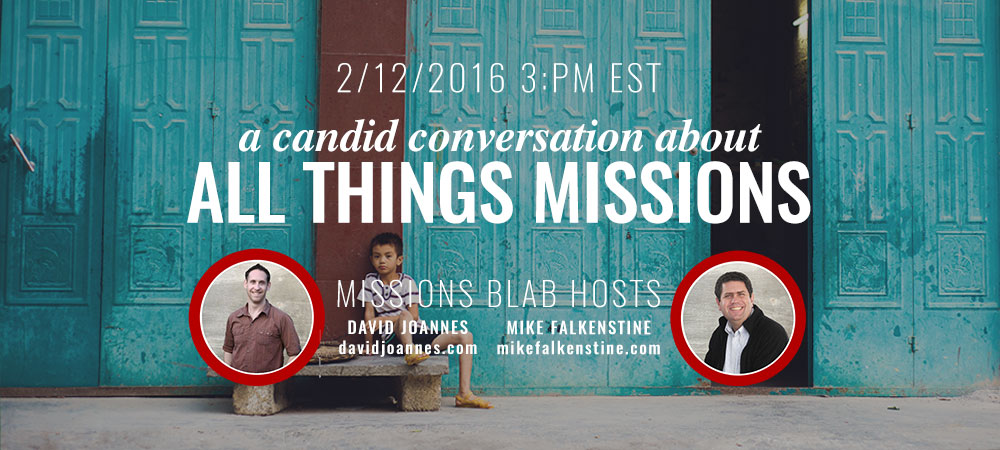 2/12/2016 3:PM EST
a candid conversation about
ALL THINGS MISSIONS
MISSIONS BLAB HOSTS
DAVID JOANNES MIKE FALKENSTINE
davidjoannes.com mikefalkenstine.com